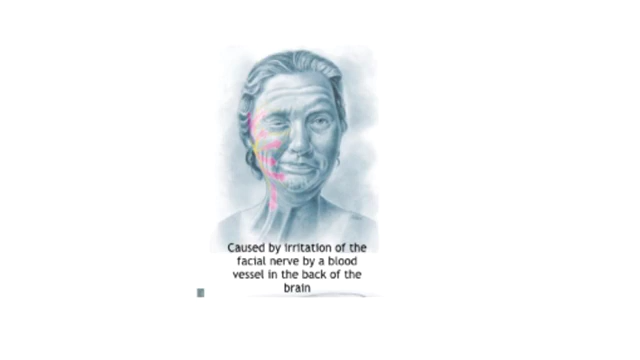 Caused by irritation of the
facial nerve by a blood
vessel in the back of the
brain